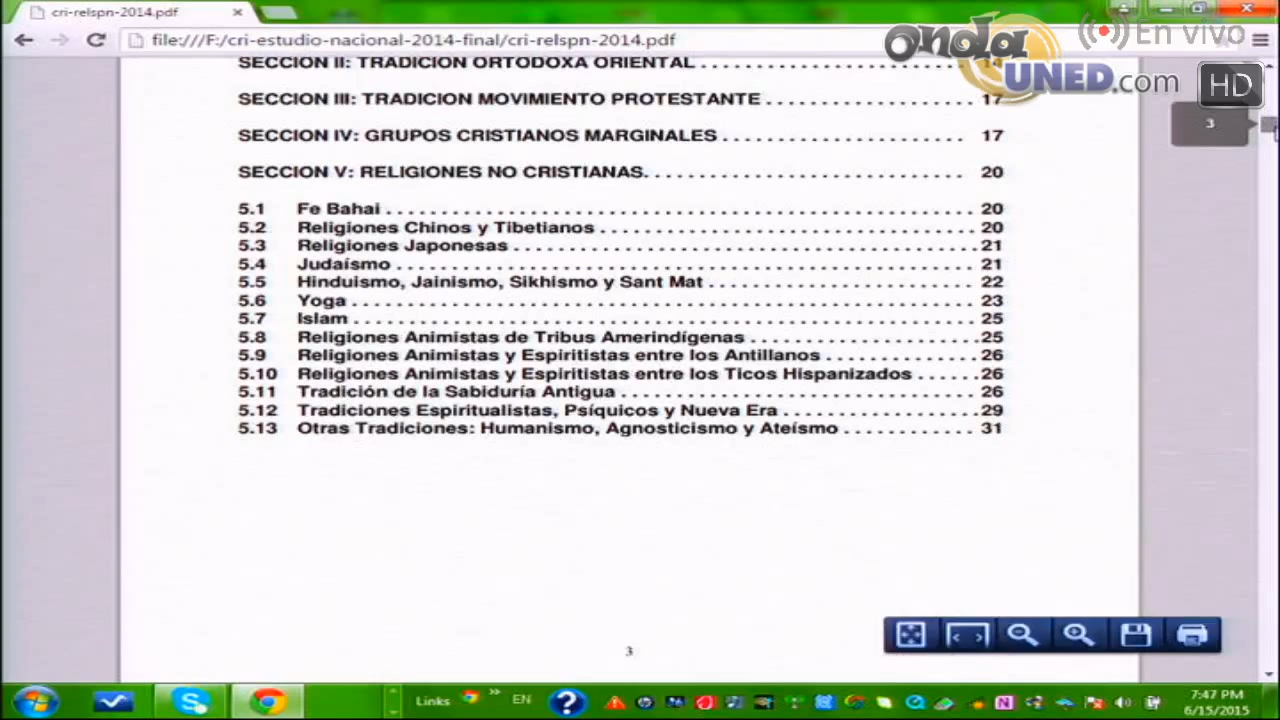 cri-relspn-2014.pdf
file:///F:/cri-estudio-nacional-2014-final/cri-relspn-2014.pdf
onda UNED.com
En vivo
HD
SECCION II: TRADICION ORTODOXA ORIENTAL
SECCION III: TRADICION MOVIMIENTO PROTESTANTE . . . . . . . . . . . . . . . . . 17
3
SECCION IV: GRUPOS CRISTIANOS MARGINALES . . . . . . . . . . . . . . . . . . . . . 17
SECCION V: RELIGIONES NO CRISTIANAS. . . . . . . . . . . . . . . . . . . . . . . . . . . 20
5.1 Fe Bahai . . . . . . . . . . . . . . . . . . . . . . . . . . . . . . . . . . . . . . . . 20
5.2 Religiones Chinos y Tibetianos . . . . . . . . . . . . . . . . . . . . . . . . . . 20
5.3 Religiones Japonesas . . . . . . . . . . . . . . . . . . . . . . . . . . . . . . . . 21
5.4 Judaísmo . . . . . . . . . . . . . . . . . . . . . . . . . . . . . . . . . . . . . . . . 21
5.5 Hinduismo, Jainismo, Sikhismo y Sant Mat . . . . . . . . . . . . . . . . . . 22
5.6 Yoga . . . . . . . . . . . . . . . . . . . . . . . . . . . . . . . . . . . . . . . . . . . 23
5.7 Islam . . . . . . . . . . . . . . . . . . . . . . . . . . . . . . . . . . . . . . . . . . . 25
5.8 Religiones Animistas de Tribus Amerindígenas . . . . . . . . . . . . . . . . 25
5.9 Religiones Animistas y Espiritistas entre los Antillanos . . . . . . . . . . . 26
5.10 Religiones Animistas y Espiritistas entre los Ticos Hispanizados . . . . . . 26
5.11 Tradición de la Sabiduría Antigua . . . . . . . . . . . . . . . . . . . . . . . . . 26
5.12 Tradiciones Espiritualistas, Psíquicos y Nueva Era . . . . . . . . . . . . . . 29
5.13 Otras Tradiciones: Humanismo, Agnosticismo y Ateísmo . . . . . . . . . . 31
3
Links
EN
7:47 PM
6/15/2015